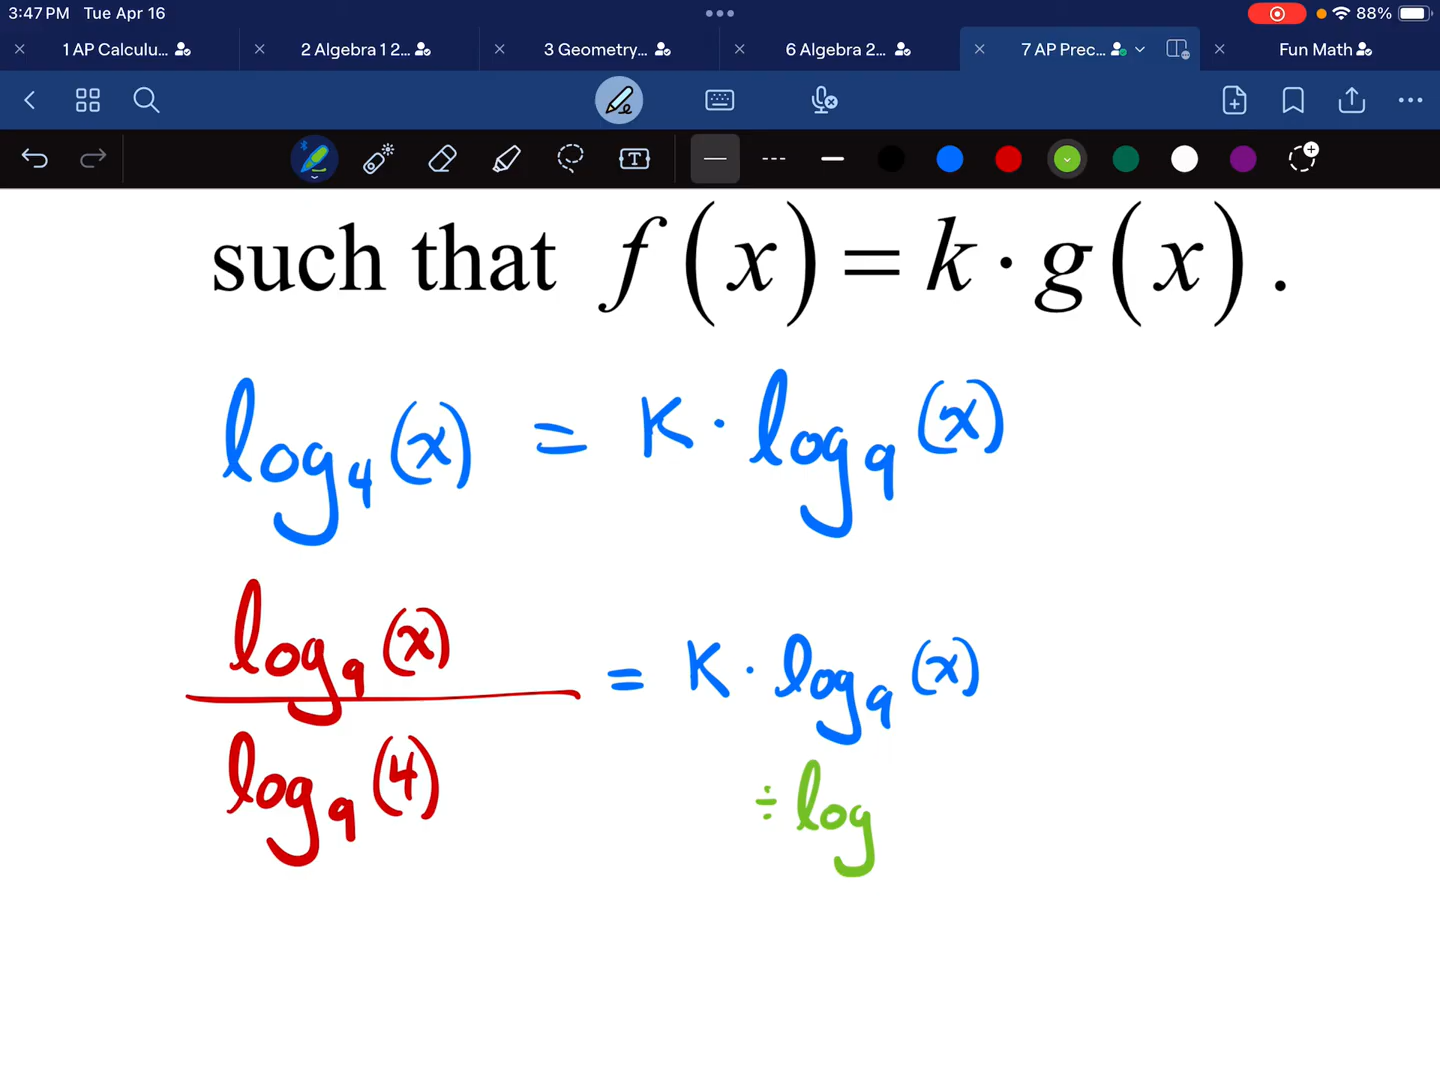 3:47 PM Tue Apr 16 88%
1 AP Calculu... 2 Algebra 1 2... 3 Geometry... 6 Algebra 2... 7 AP Prec... Fun Math
such that f(x) = k · g(x).
log₄(x) = K · log₉(x)
log₉(x) / log₉(4) = K · log₉(x)
÷ log